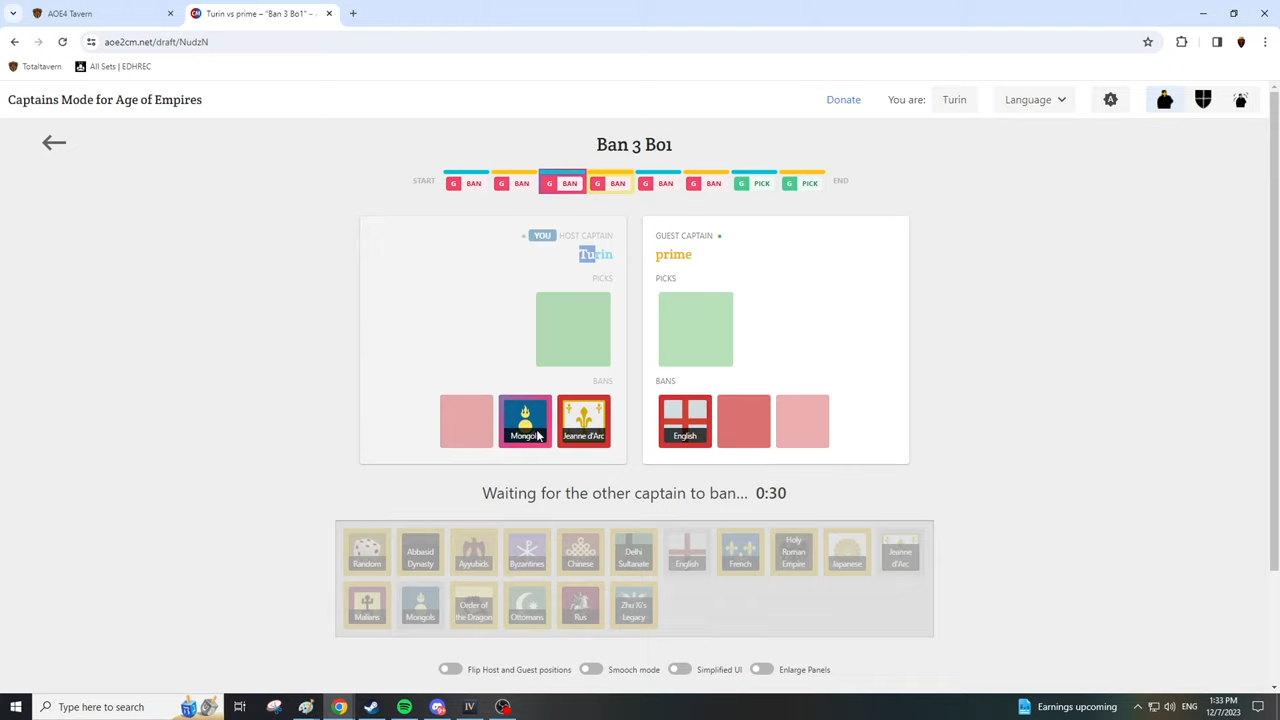 AOE4 Tavern
Turin vs prime – "Ban 3 Bo1" –
aoe2cm.net/draft/NudzN
Totaltavern
All Sets | EDHREC
Captains Mode for Age of Empires
Donate
You are:
Turin
Language
Ban 3 Bo1
START
G BAN
G BAN
G BAN
G BAN
G BAN
G BAN
G PICK
G PICK
END
YOU HOST CAPTAIN
Turin
PICKS
BANS
Mongols
Jeanne d'Arc
GUEST CAPTAIN
prime
PICKS
BANS
English
Waiting for the other captain to ban... 0:30
Random
Abbasid Dynasty
Ayyubids
Byzantines
Chinese
Delhi Sultanate
English
French
Holy Roman Empire
Japanese
Jeanne d'Arc
Malians
Mongols
Order of the Dragon
Ottomans
Rus
Zhu Xi's Legacy
Flip Host and Guest positions
Smooch mode
Simplified UI
Enlarge Panels
Type here to search
Earnings upcoming
1:33 PM
12/7/2023